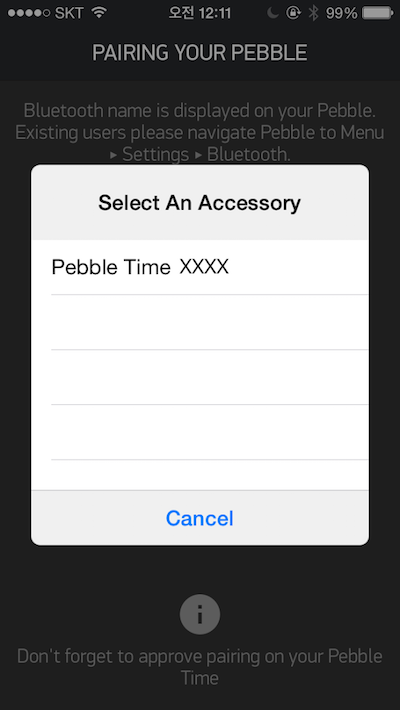 SKT 오전 12:11 99%
PAIRING YOUR PEBBLE
Bluetooth name is displayed on your Pebble.
Existing users please navigate Pebble to Menu
▸ Settings ▸ Bluetooth.
Select An Accessory
Pebble Time XXXX
Cancel
Don't forget to approve pairing on your Pebble
Time